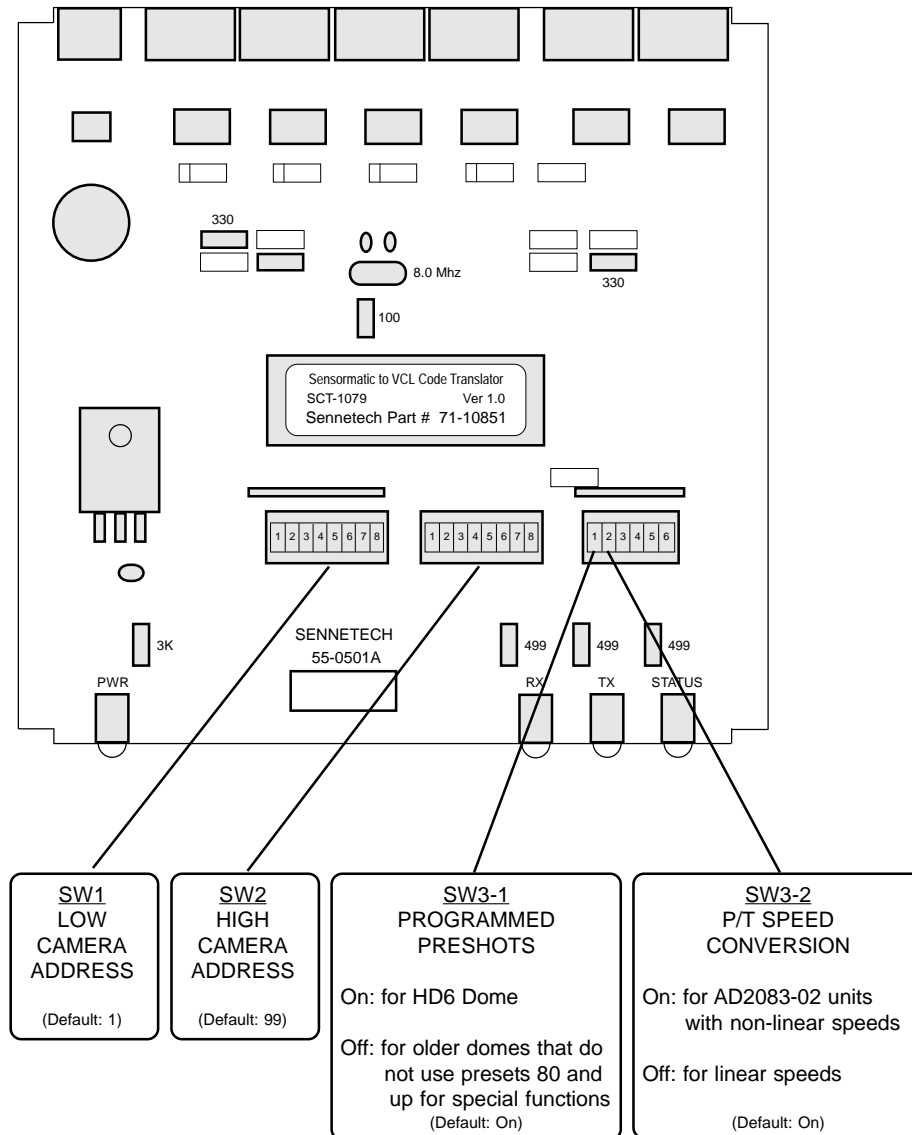 330
8.0 Mhz
330
100
Sensormatic to VCL Code Translator
SCT-1079 Ver 1.0
Sennetech Part # 71-10851
1 2 3 4 5 6 7 8
1 2 3 4 5 6 7 8
1 2 3 4 5 6
3K
SENNETECH
55-0501A
499
499
499
PWR
RX
TX
STATUS
SW1
LOW
CAMERA
ADDRESS
(Default: 1)
SW2
HIGH
CAMERA
ADDRESS
(Default: 99)
SW3-1
PROGRAMMED
PRESHOTS
On: for HD6 Dome
Off: for older domes that do
not use presets 80 and
up for special functions
(Default: On)
SW3-2
P/T SPEED
CONVERSION
On: for AD2083-02 units
with non-linear speeds
Off: for linear speeds
(Default: On)